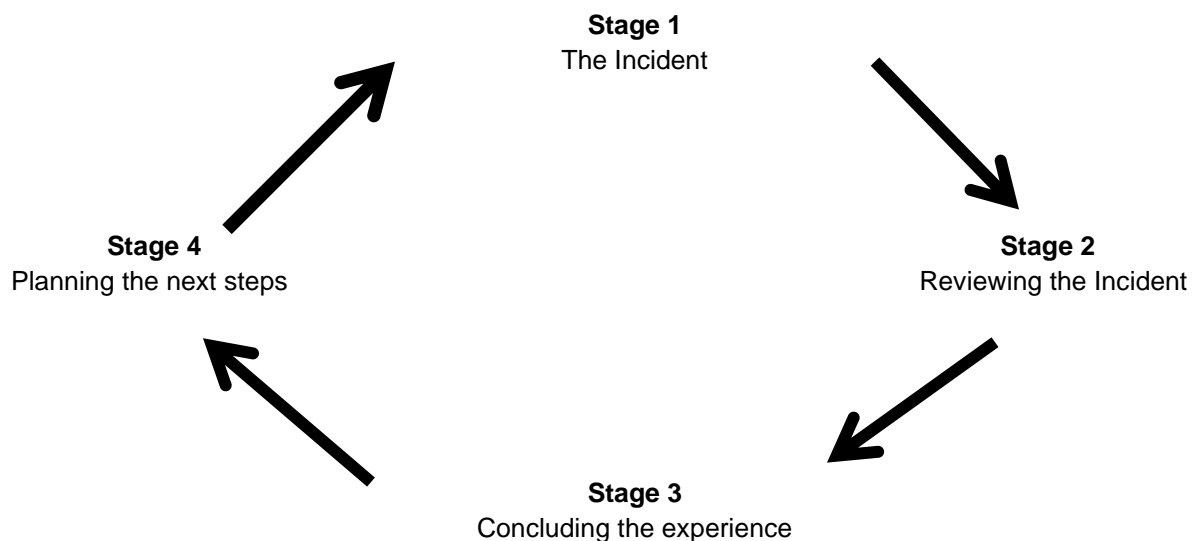 Stage 1
The Incident
Stage 4
Planning the next steps
Stage 2
Reviewing the Incident
Stage 3
Concluding the experience